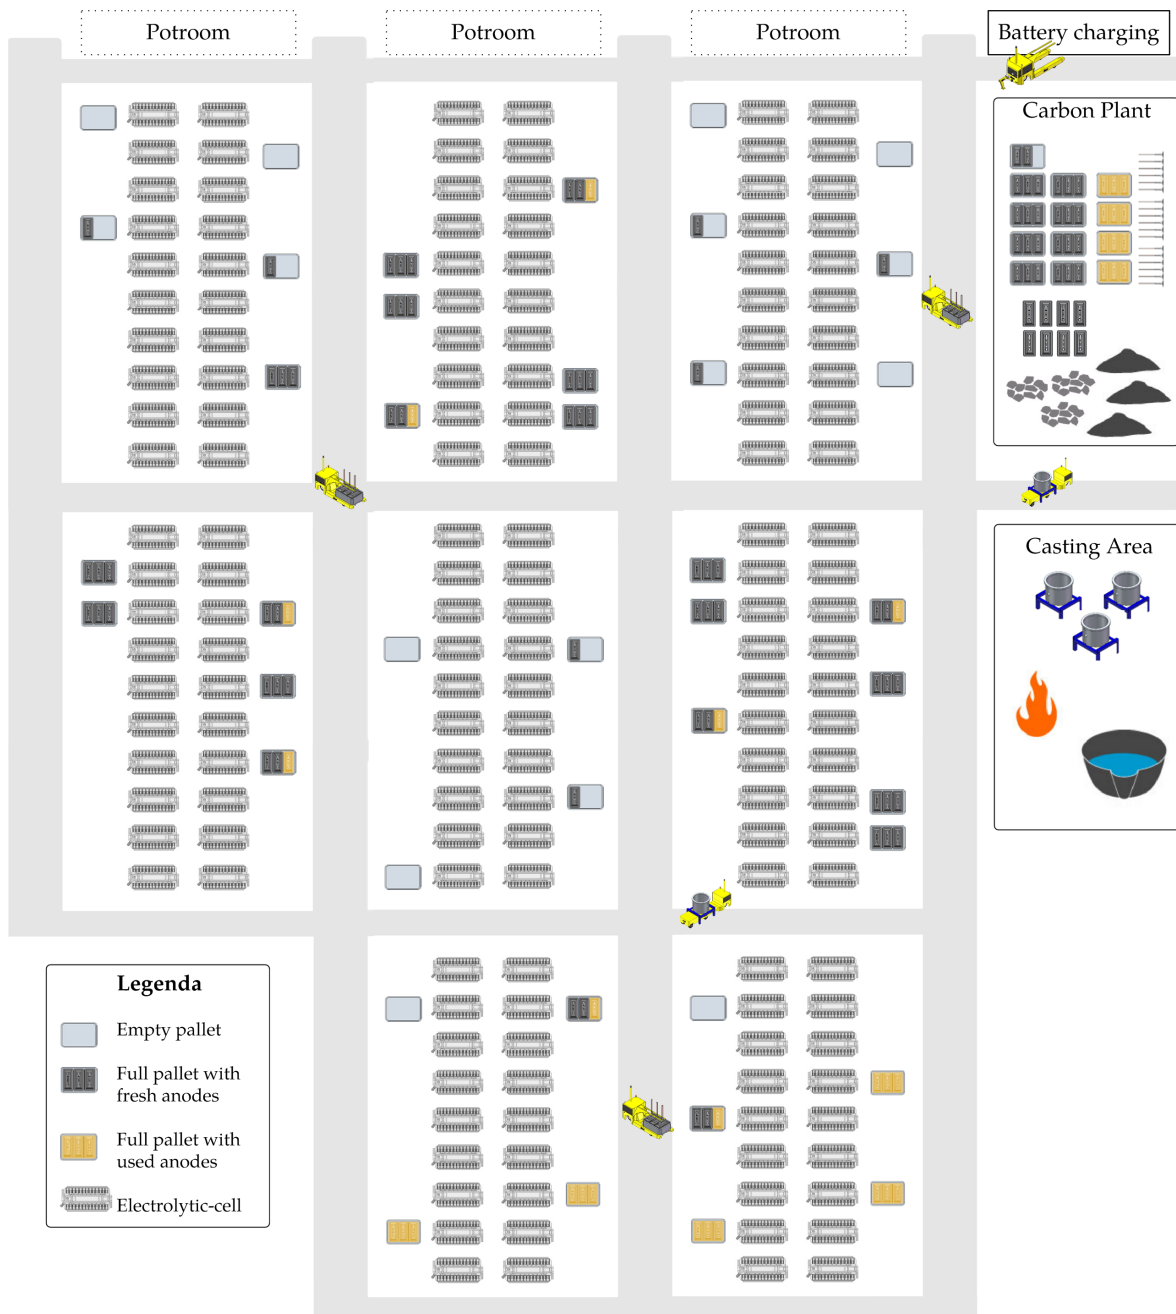 Potroom
Potroom
Potroom
Battery charging
Carbon Plant
Casting Area
Legenda
Empty pallet
Full pallet with
fresh anodes
Full pallet with
used anodes
Electrolytic-cell